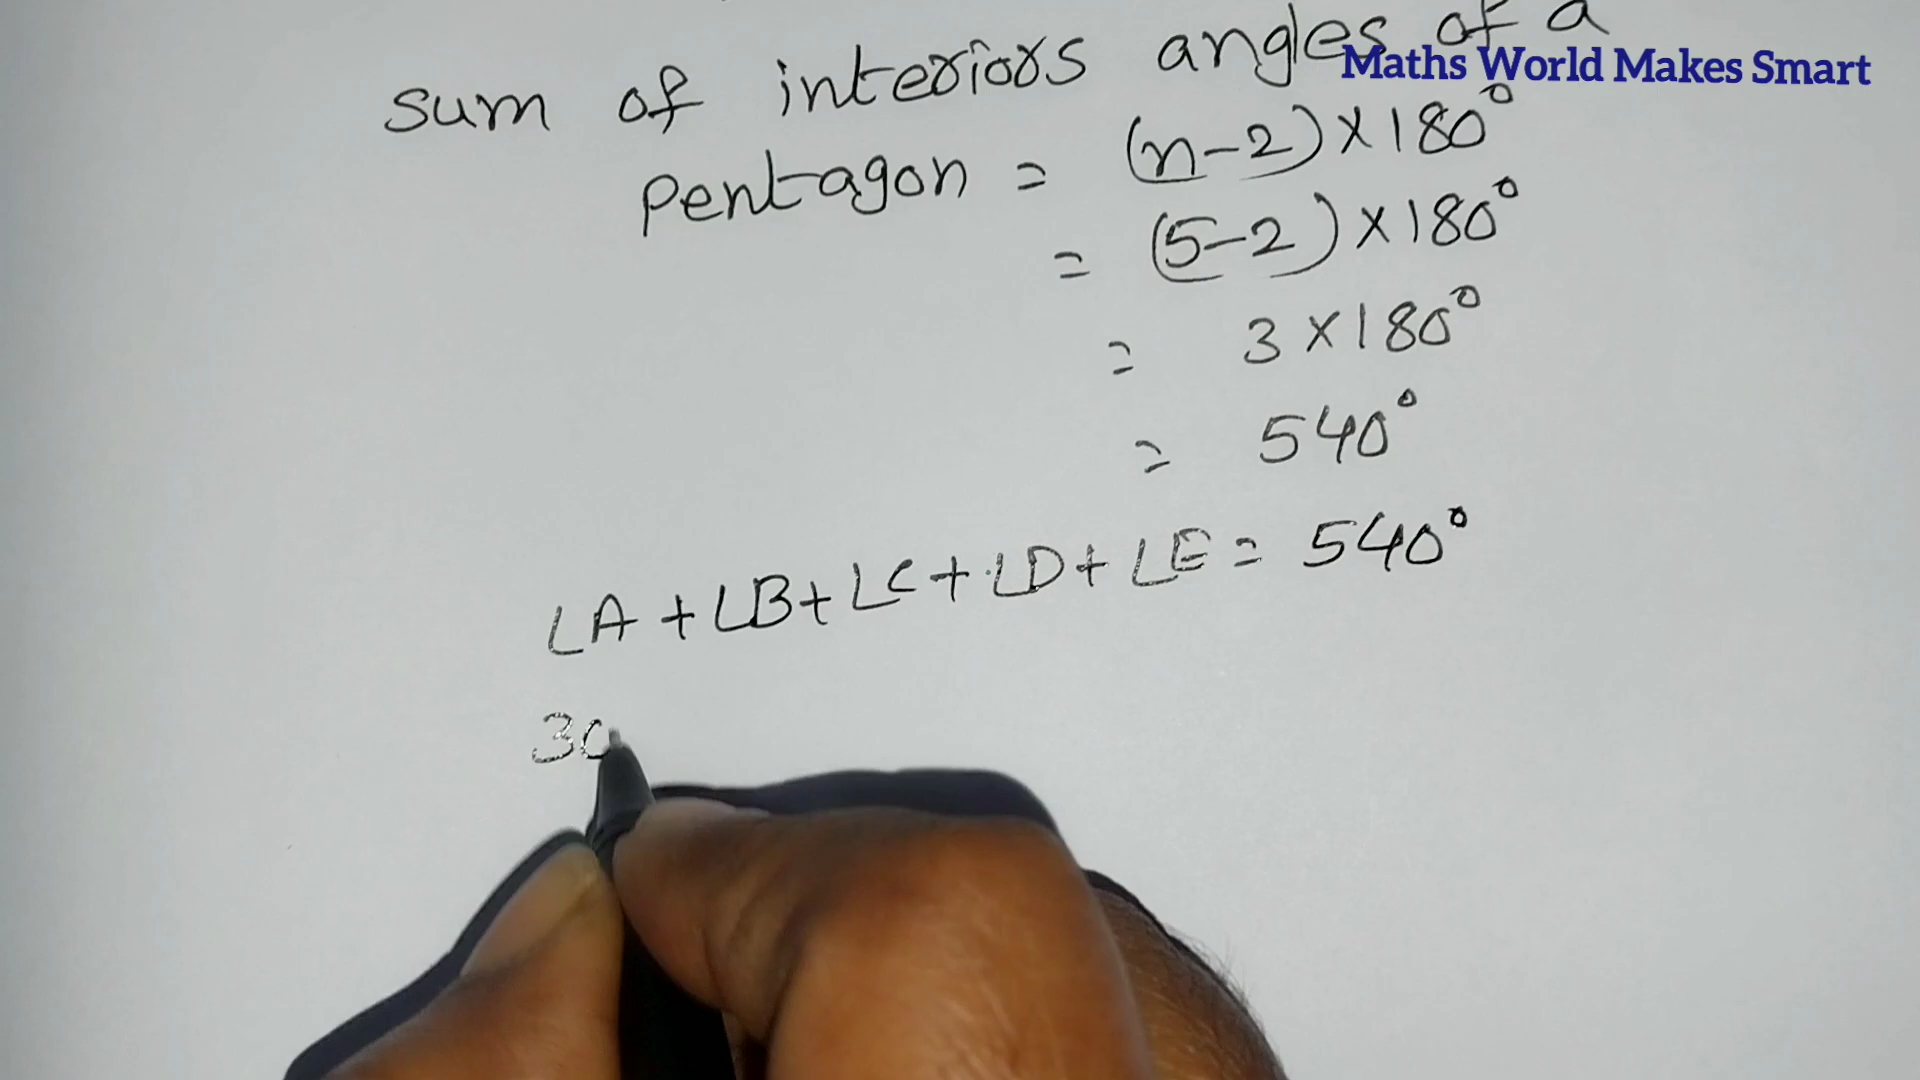 sum of interiors angles of a
Maths World Makes Smart
pentagon = (n-2)×180°
= (5-2)×180°
= 3×180°
= 540°
∠A+∠B+∠C+∠D+∠E= 540°
30